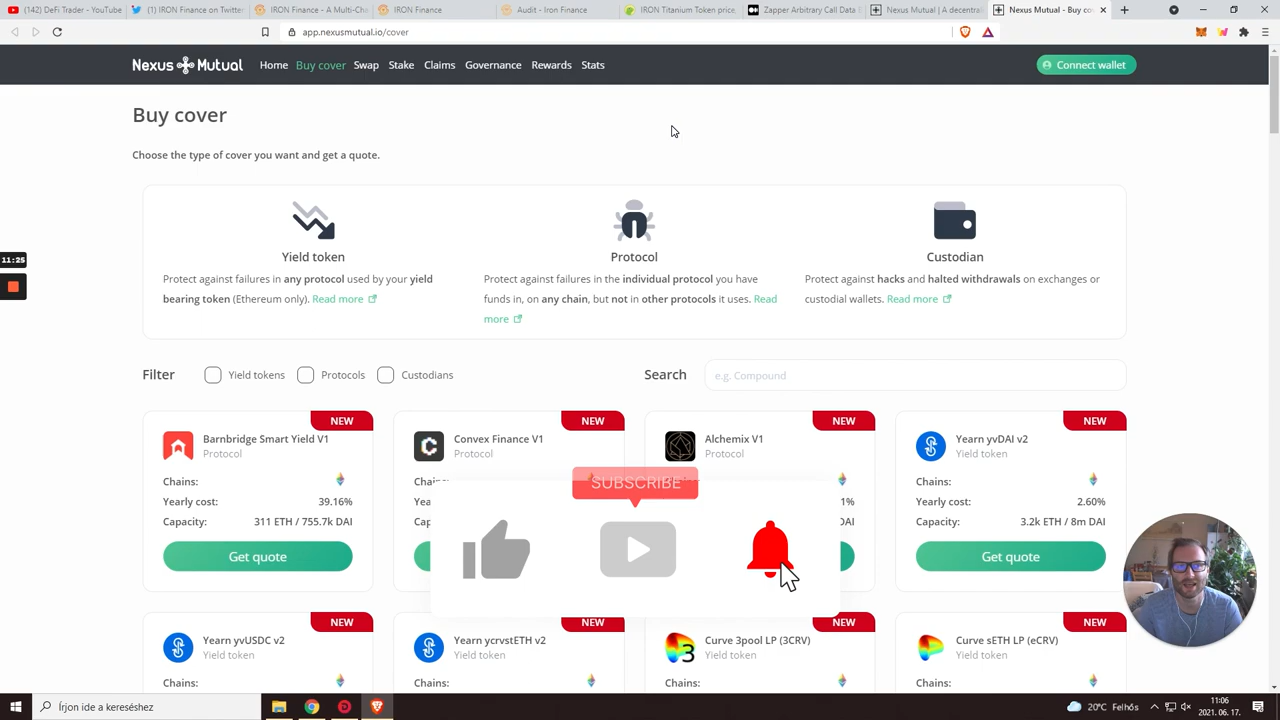 (142) DeFi Trader - YouTube
IRON Finance on Twitter
IRON Finance - A Multi-Cha
IRON Finance
Audit - Iron Finance
IRON Titanium Token price,
Zapper Arbitrary Call Data E
Nexus Mutual | A decentrali
Nexus Mutual - Buy cov
app.nexusmutual.io/cover
Nexus Mutual
Home
Buy cover
Swap
Stake
Claims
Governance
Rewards
Stats
Connect wallet
Buy cover
Choose the type of cover you want and get a quote.
11:25
Yield token
Protect against failures in any protocol used by your yield
bearing token (Ethereum only). Read more
Protocol
Protect against failures in the individual protocol you have
funds in, on any chain, but not in other protocols it uses. Read
more
Custodian
Protect against hacks and halted withdrawals on exchanges or
custodial wallets. Read more
Filter
Yield tokens
Protocols
Custodians
Search
e.g. Compound
NEW
Barnbridge Smart Yield V1
Protocol
Chains:
Yearly cost: 39.16%
Capacity: 311 ETH / 755.7k DAI
Get quote
NEW
Convex Finance V1
Protocol
Chai
Yea
Cap
NEW
Alchemix V1
Protocol
1%
DAI
NEW
Yearn yvDAI v2
Yield token
Chains:
Yearly cost: 2.60%
Capacity: 3.2k ETH / 8m DAI
Get quote
SUBSCRIBE
NEW
Yearn yvUSDC v2
Yield token
Chains:
NEW
Yearn ycrvstETH v2
Yield token
Chains:
NEW
Curve 3pool LP (3CRV)
Yield token
Chains:
NEW
Curve sETH LP (eCRV)
Yield token
Chains:
Írjon ide a kereséshez
20°C Felhős
11:06
2021. 06. 17.